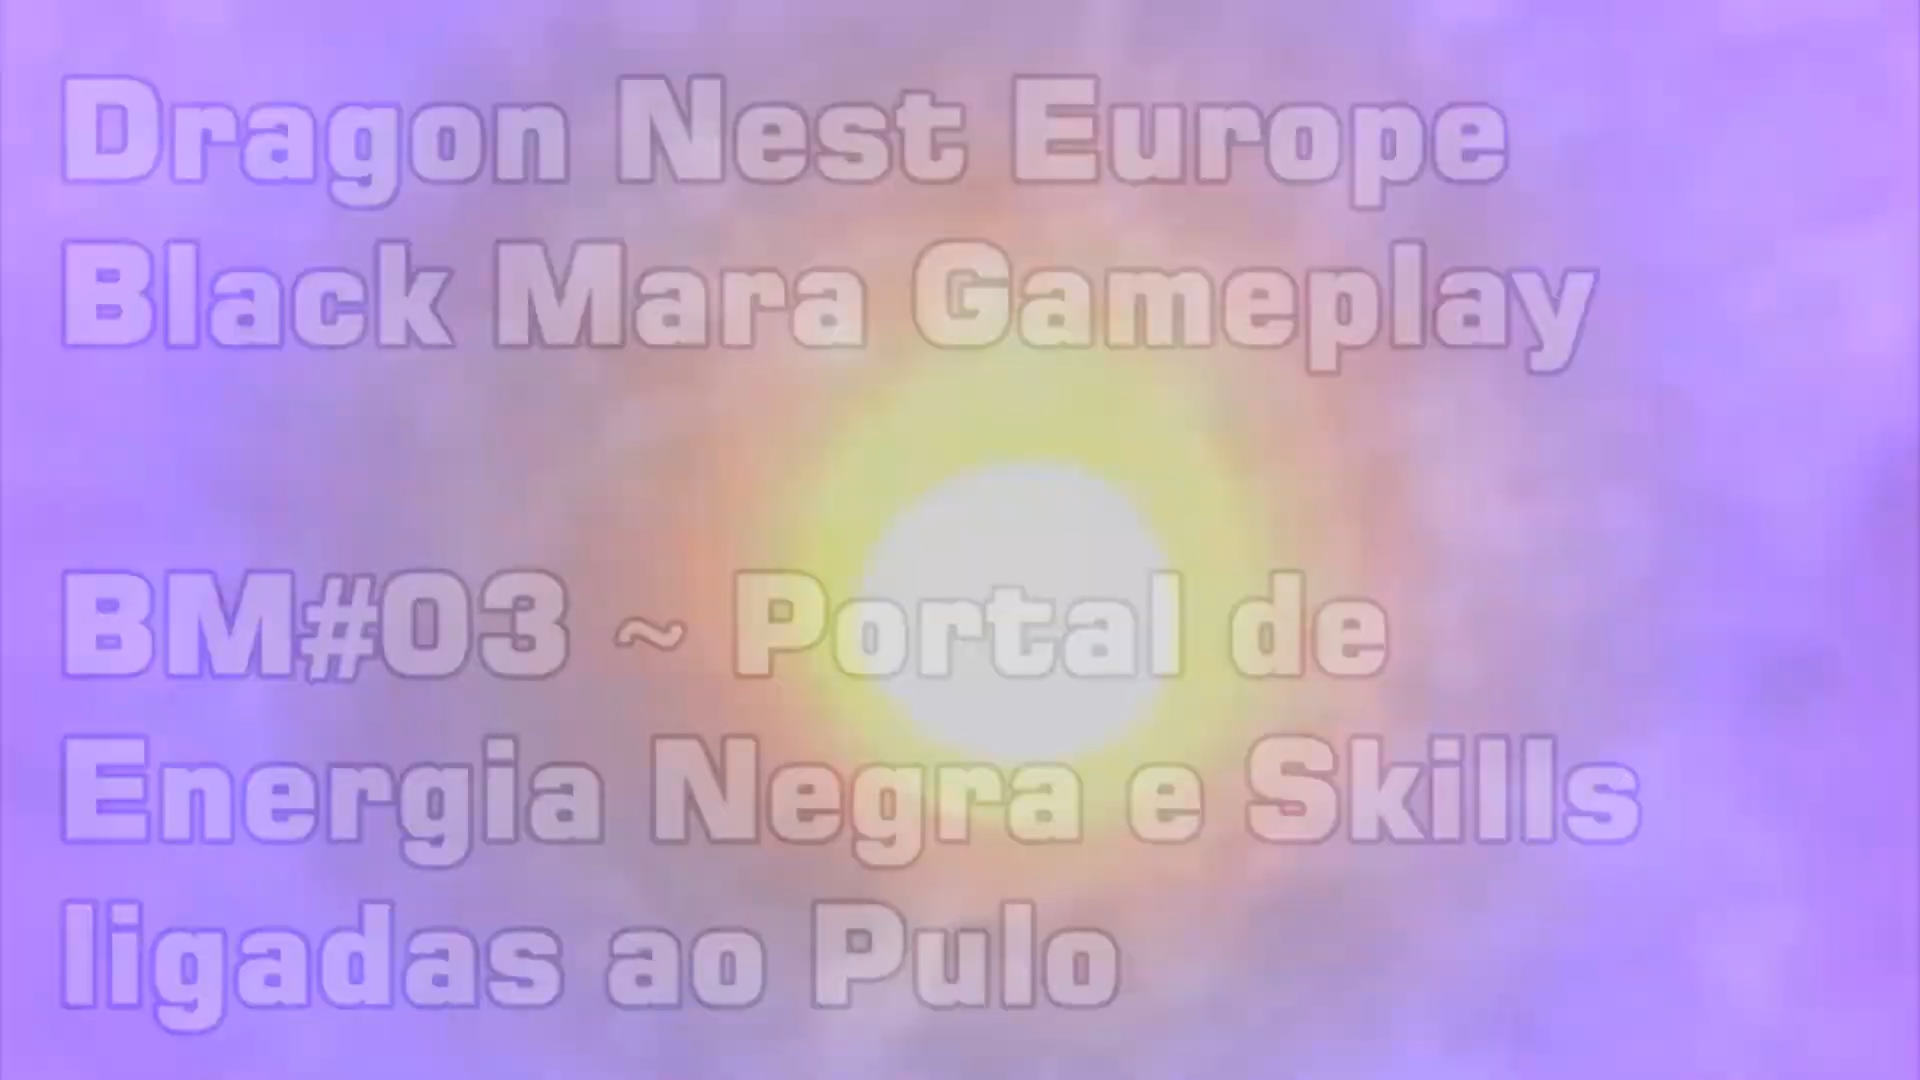 Dragon Nest Europe
Black Mara Gameplay
BM#03 ~ Portal de
Energia Negra e Skills
ligadas ao Pulo